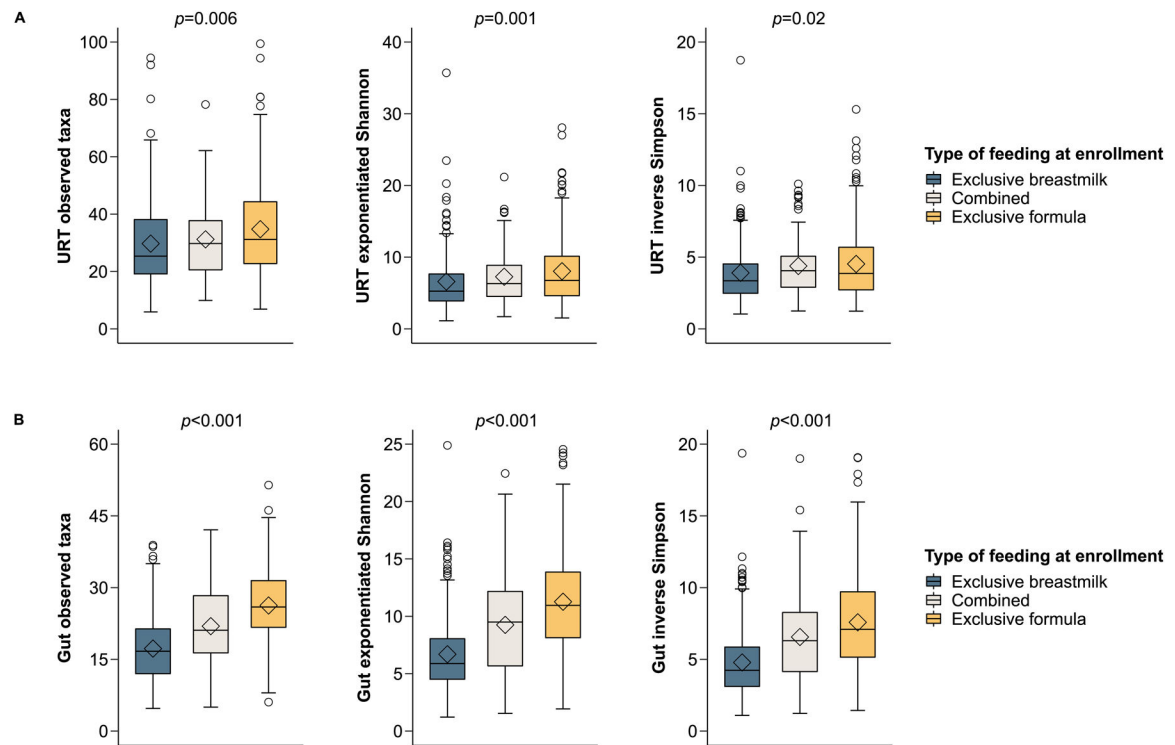 A
p=0.006
p=0.001
p=0.02
URT observed taxa
100
80
60
40
20
0
URT exponentiated Shannon
40
30
20
10
0
URT inverse Simpson
20
15
10
5
0
Type of feeding at enrollment
Exclusive breastmilk
Combined
Exclusive formula
B
p<0.001
p<0.001
p<0.001
Gut observed taxa
60
45
30
15
0
Gut exponentiated Shannon
25
20
15
10
5
0
Gut inverse Simpson
20
15
10
5
0
Type of feeding at enrollment
Exclusive breastmilk
Combined
Exclusive formula